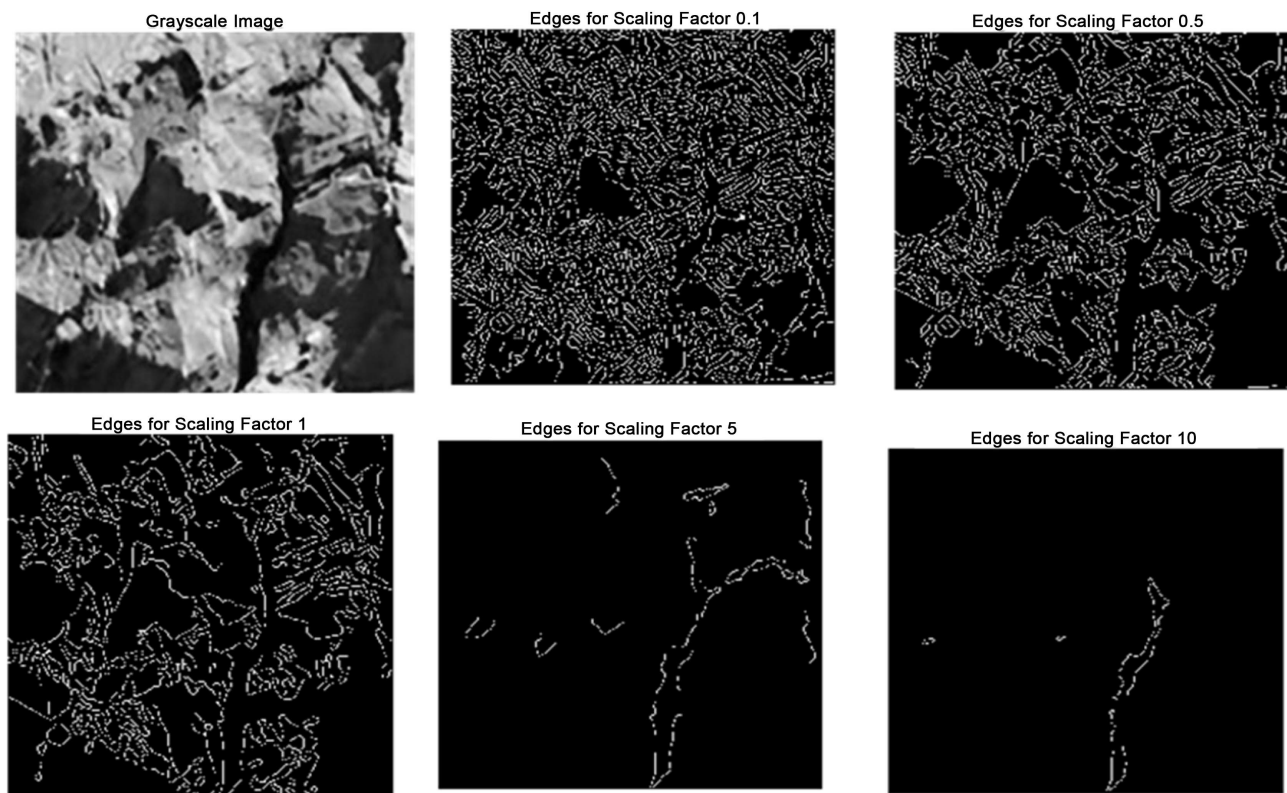 Grayscale Image
Edges for Scaling Factor 0.1
Edges for Scaling Factor 0.5
Edges for Scaling Factor 1
Edges for Scaling Factor 5
Edges for Scaling Factor 10